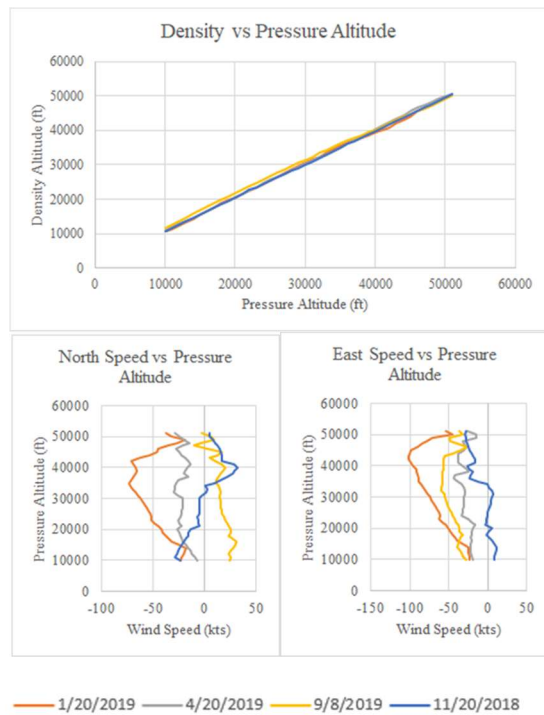 Density vs Pressure Altitude
60000
50000
40000
30000
20000
10000
0
Density Altitude (ft)
0 10000 20000 30000 40000 50000 60000
Pressure Altitude (ft)
North Speed vs Pressure
Altitude
60000
50000
40000
30000
20000
10000
0
Pressure Altitude (ft)
-100 -50 0 50
Wind Speed (kts)
East Speed vs Pressure
Altitude
60000
50000
40000
30000
20000
10000
0
Pressure Altitude (ft)
-150 -100 -50 0 50
Wind Speed (kts)
1/20/2019 4/20/2019 9/8/2019 11/20/2018